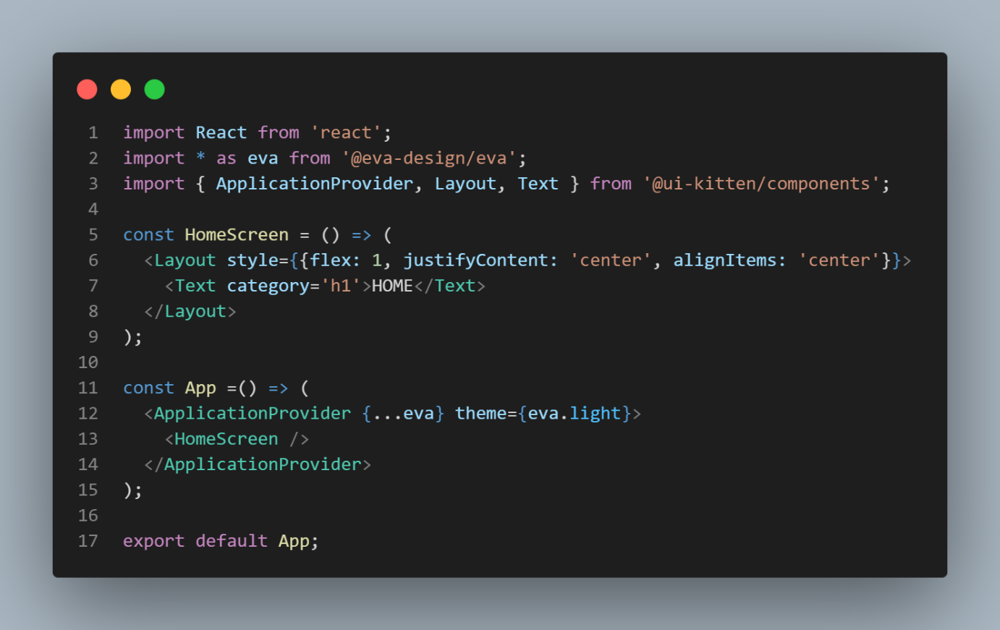 1 import React from 'react';
2 import * as eva from '@eva-design/eva';
3 import { ApplicationProvider, Layout, Text } from '@ui-kitten/components';
4
5 const HomeScreen = () => (
6   <Layout style={{flex: 1, justifyContent: 'center', alignItems: 'center'}}>
7     <Text category='h1'>HOME</Text>
8   </Layout>
9 );
10
11 const App =() => (
12   <ApplicationProvider {...eva} theme={eva.light}>
13     <HomeScreen />
14   </ApplicationProvider>
15 );
16
17 export default App;